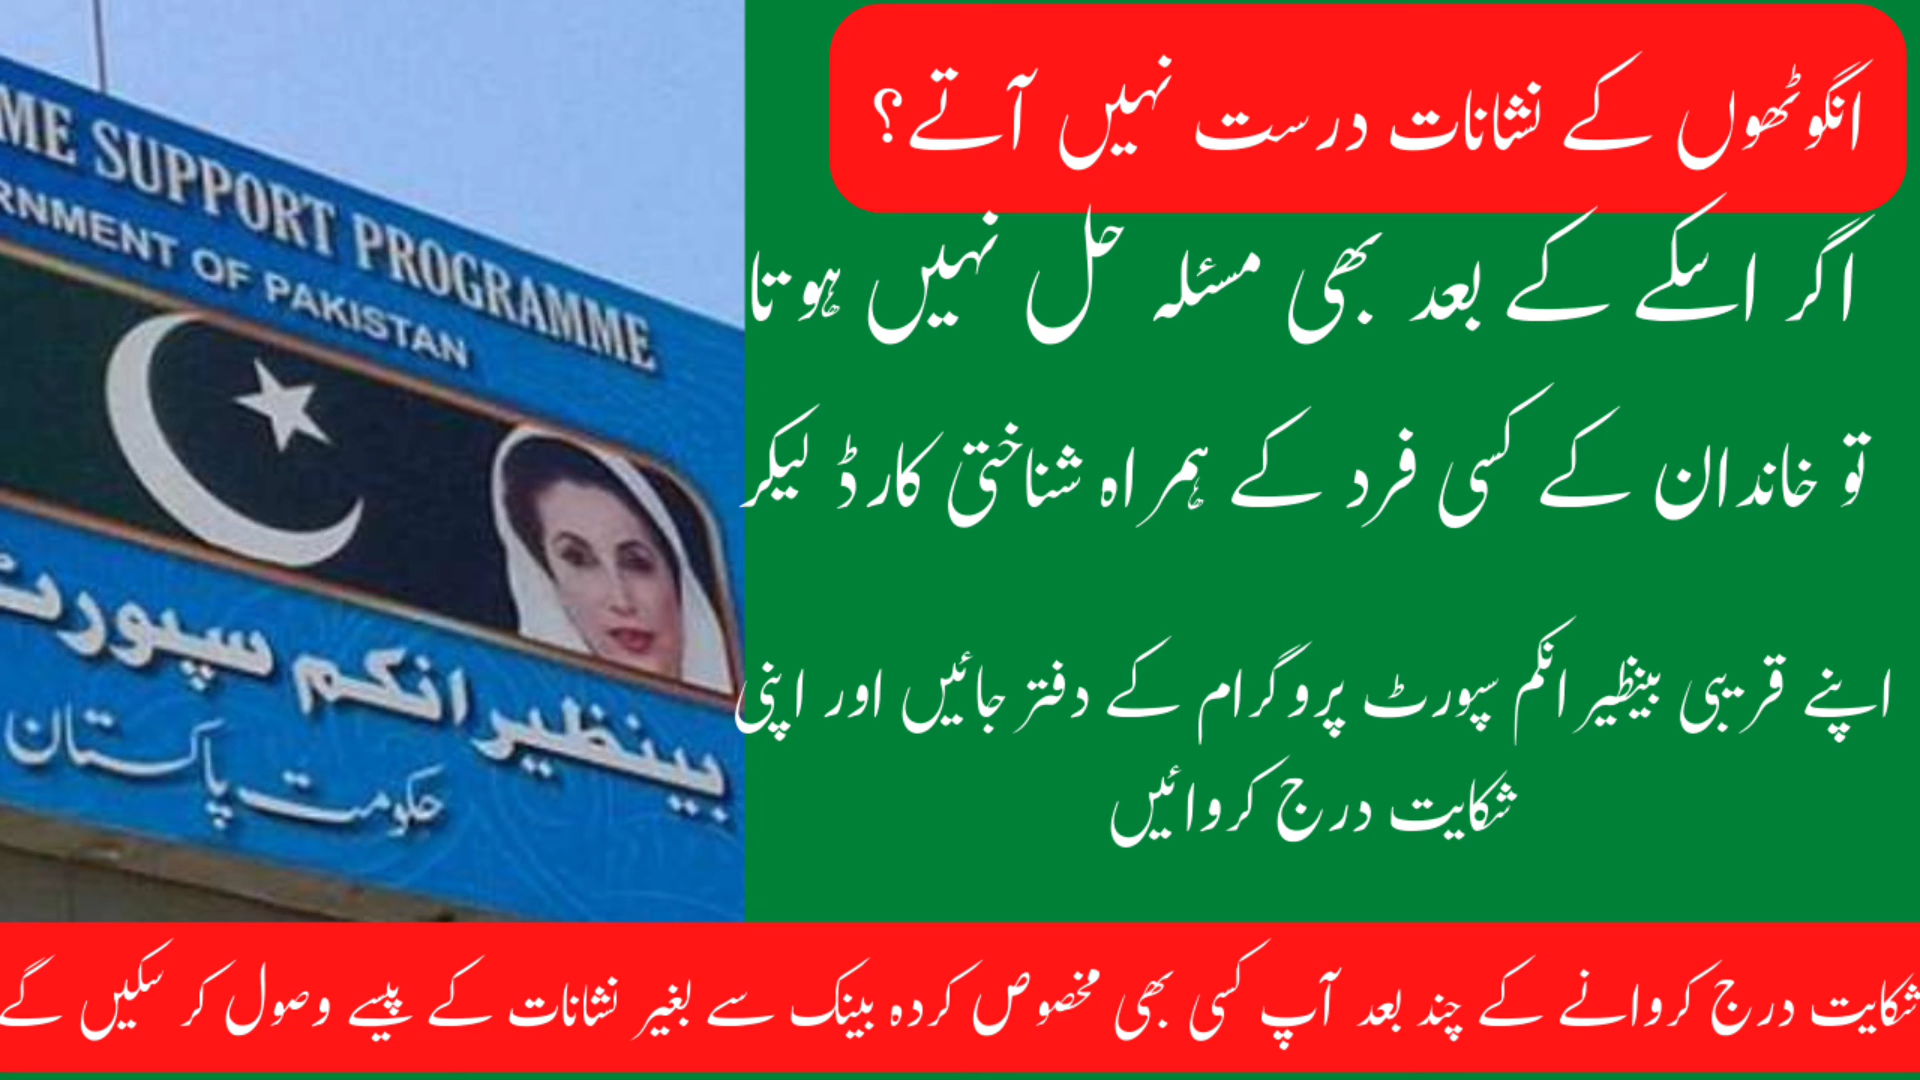 ME SUPPORT PROGRAMME
RNMENT OF PAKISTAN
بینظیر انکم سپورٹ
حکومت پاکستان
انگوٹھوں کے نشانات درست نہیں آتے؟
اگر اسکے کے بعد بھی مسئلہ حل نہیں ہوتا
تو خاندان کے کسی فرد کے ہمراہ شناختی کارڈ لیکر
اپنے قریبی بینظیر انکم سپورٹ پروگرام کے دفتر جائیں اور اپنی
شکایت درج کروائیں
شکایت درج کروانے کے چند بعد آپ کسی بھی مخصوص کردہ بینک سے بغیر نشانات کے پیسے وصول کر سکیں گے